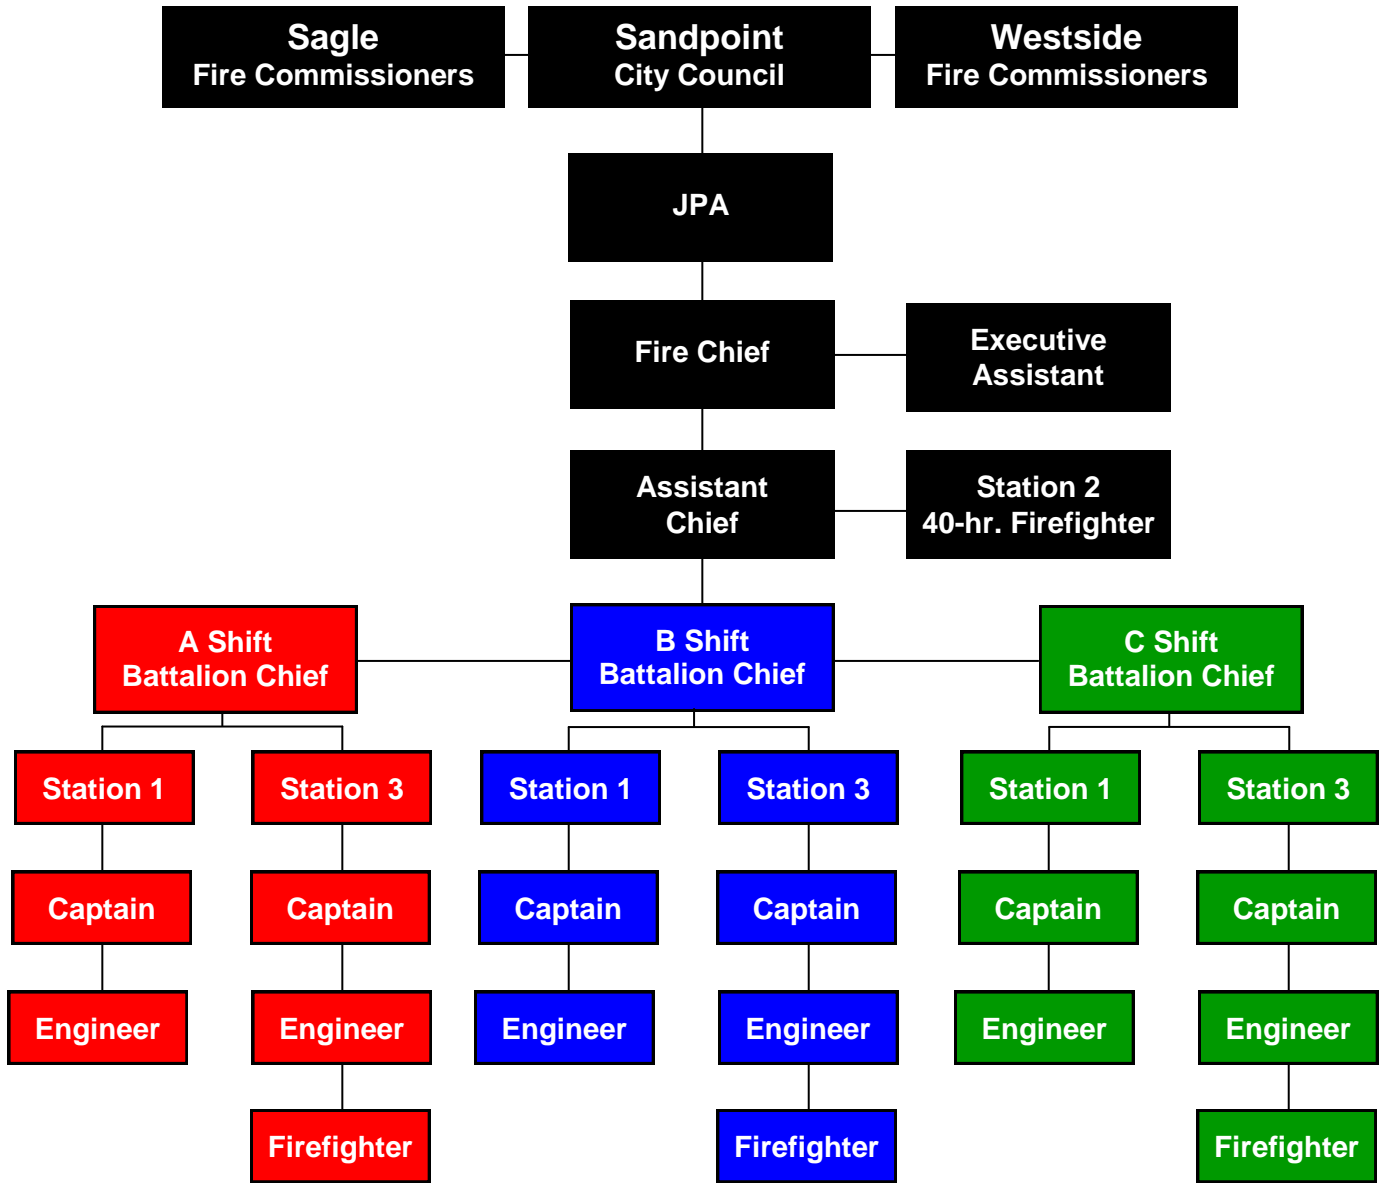 Sagle
Fire Commissioners
Sandpoint
City Council
Westside
Fire Commissioners
JPA
Fire Chief
Executive
Assistant
Assistant
Chief
Station 2
40-hr. Firefighter
A Shift
Battalion Chief
B Shift
Battalion Chief
C Shift
Battalion Chief
Station 1
Station 3
Station 1
Station 3
Station 1
Station 3
Captain
Captain
Captain
Captain
Captain
Captain
Engineer
Engineer
Engineer
Engineer
Engineer
Engineer
Firefighter
Firefighter
Firefighter